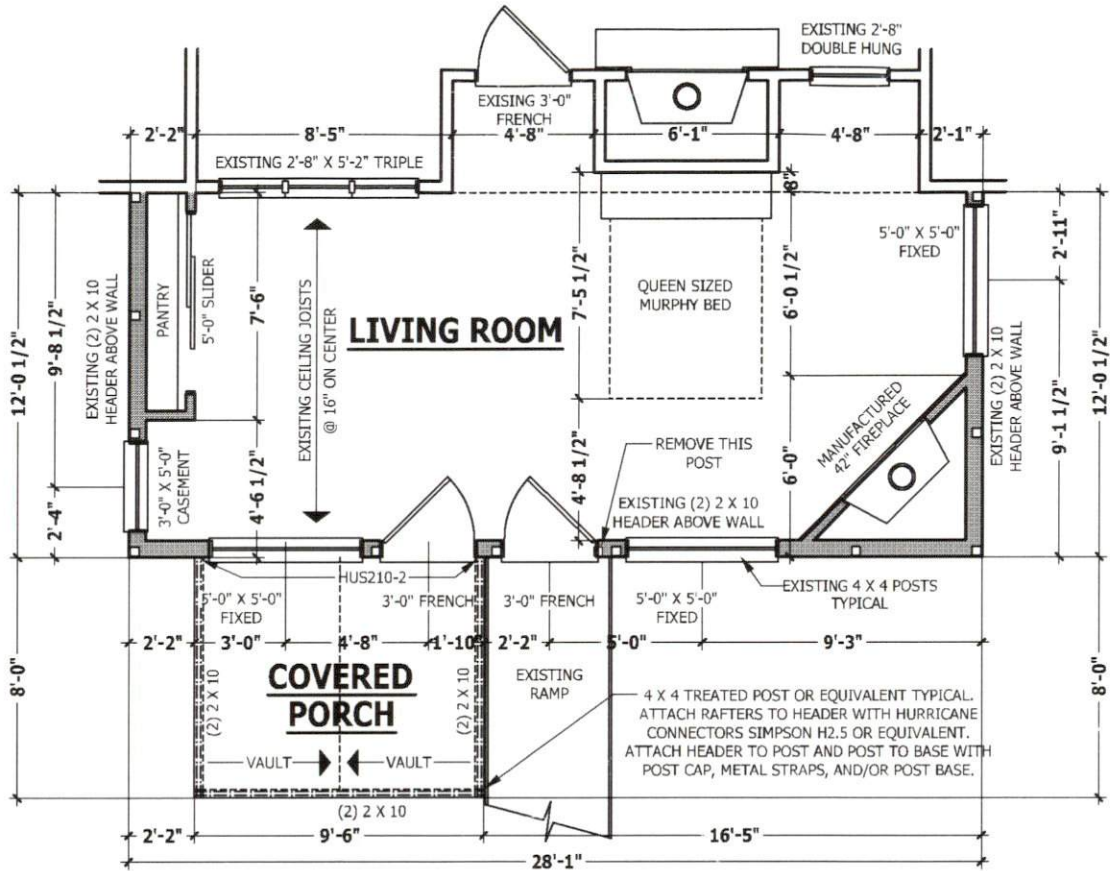 EXISTING 2'-8"
DOUBLE HUNG
EXISING 3'-0"
FRENCH
2'-2"
8'-5"
4'-8"
6'-1"
4'-8"
2'-1"
EXISTING 2'-8" X 5'-2" TRIPLE
8"
5'-0" X 5'-0"
FIXED
2'-11"
EXISTING (2) 2 X 10
HEADER ABOVE WALL
PANTRY
5'-0" SLIDER
7'-6"
EXISITNG CEILING JOISTS
@ 16" ON CENTER
7'-5 1/2"
QUEEN SIZED
MURPHY BED
6'-0 1/2"
LIVING ROOM
12'-0 1/2"
9'-8 1/2"
EXISTING (2) 2 X 10
HEADER ABOVE WALL
9'-1 1/2"
12'-0 1/2"
MANUFACTURED
42" FIREPLACE
REMOVE THIS
POST
3'-0" X 5'-0"
CASEMENT
4'-6 1/2"
4'-8 1/2"
6'-0"
2'-4"
EXISTING (2) 2 X 10
HEADER ABOVE WALL
HUS210-2
EXISTING 4 X 4 POSTS
TYPICAL
5'-0" X 5'-0"
FIXED
3'-0" FRENCH
3'-0" FRENCH
5'-0" X 5'-0"
FIXED
2'-2"
3'-0"
4'-8"
1'-10"
2'-2"
5'-0"
9'-3"
8'-0"
COVERED
PORCH
(2) 2 X 10
(2) 2 X 10
EXISTING
RAMP
8'-0"
4 X 4 TREATED POST OR EQUIVALENT TYPICAL.
ATTACH RAFTERS TO HEADER WITH HURRICANE
CONNECTORS SIMPSON H2.5 OR EQUIVALENT.
ATTACH HEADER TO POST AND POST TO BASE WITH
POST CAP, METAL STRAPS, AND/OR POST BASE.
VAULT
VAULT
(2) 2 X 10
2'-2"
9'-6"
16'-5"
28'-1"